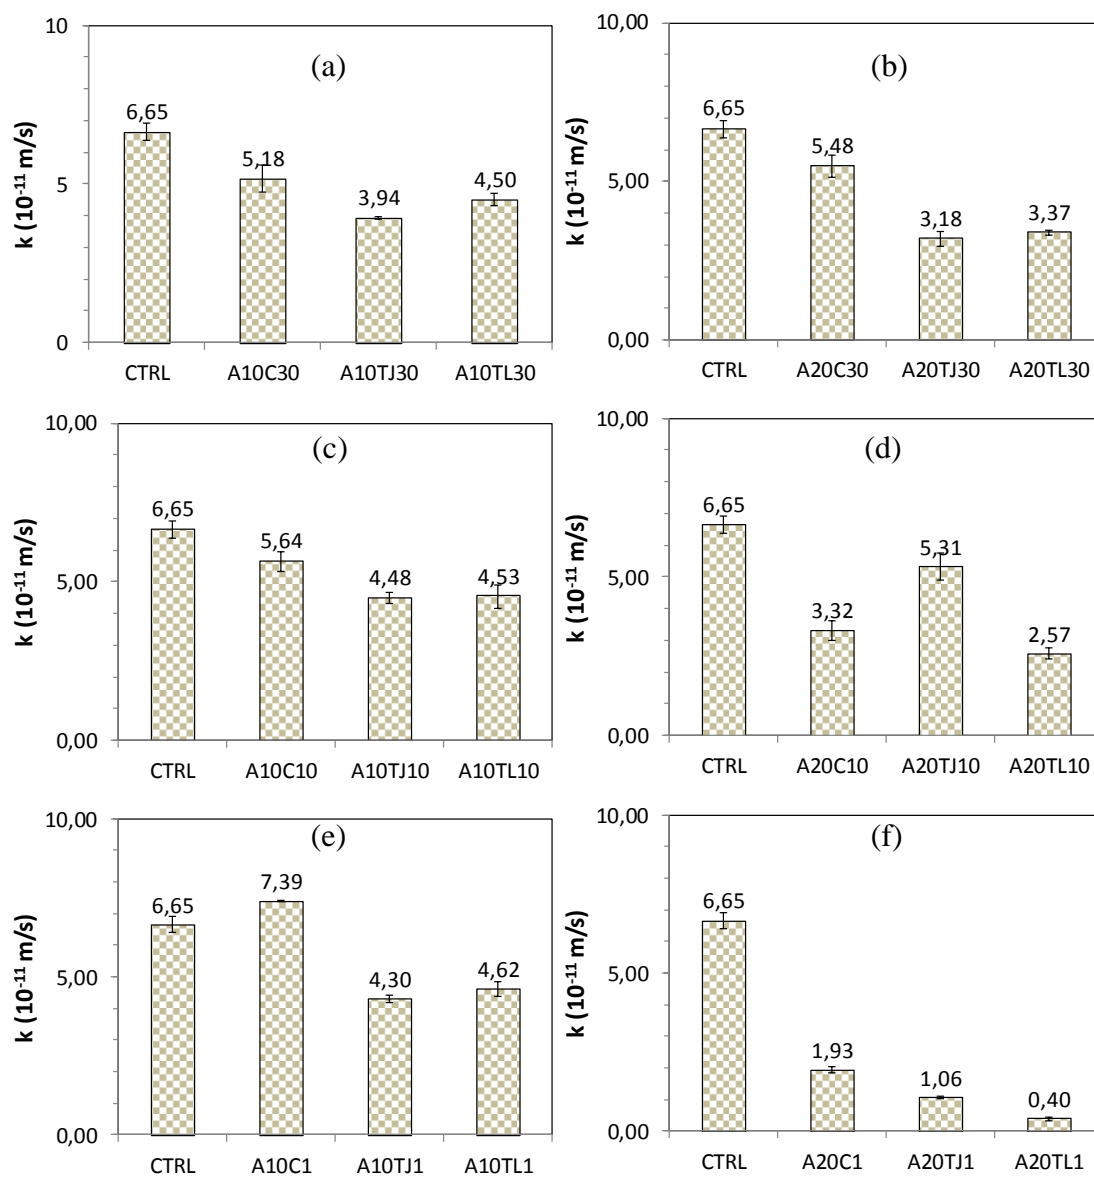 10
(a)
6,65
5,18
3,94
4,50
5
0
k (10⁻¹¹ m/s)
CTRL A10C30 A10TJ30 A10TL30
10,00
(b)
6,65
5,48
3,18
3,37
5,00
0,00
k (10⁻¹¹ m/s)
CTRL A20C30 A20TJ30 A20TL30
10,00
(c)
6,65
5,64
4,48
4,53
5,00
0,00
k (10⁻¹¹ m/s)
CTRL A10C10 A10TJ10 A10TL10
10,00
(d)
6,65
3,32
5,31
2,57
5,00
0,00
k (10⁻¹¹ m/s)
CTRL A20C10 A20TJ10 A20TL10
10,00
(e)
6,65
7,39
4,30
4,62
5,00
0,00
k (10⁻¹¹ m/s)
CTRL A10C1 A10TJ1 A10TL1
10,00
(f)
6,65
1,93
1,06
0,40
5,00
0,00
k (10⁻¹¹ m/s)
CTRL A20C1 A20TJ1 A20TL1